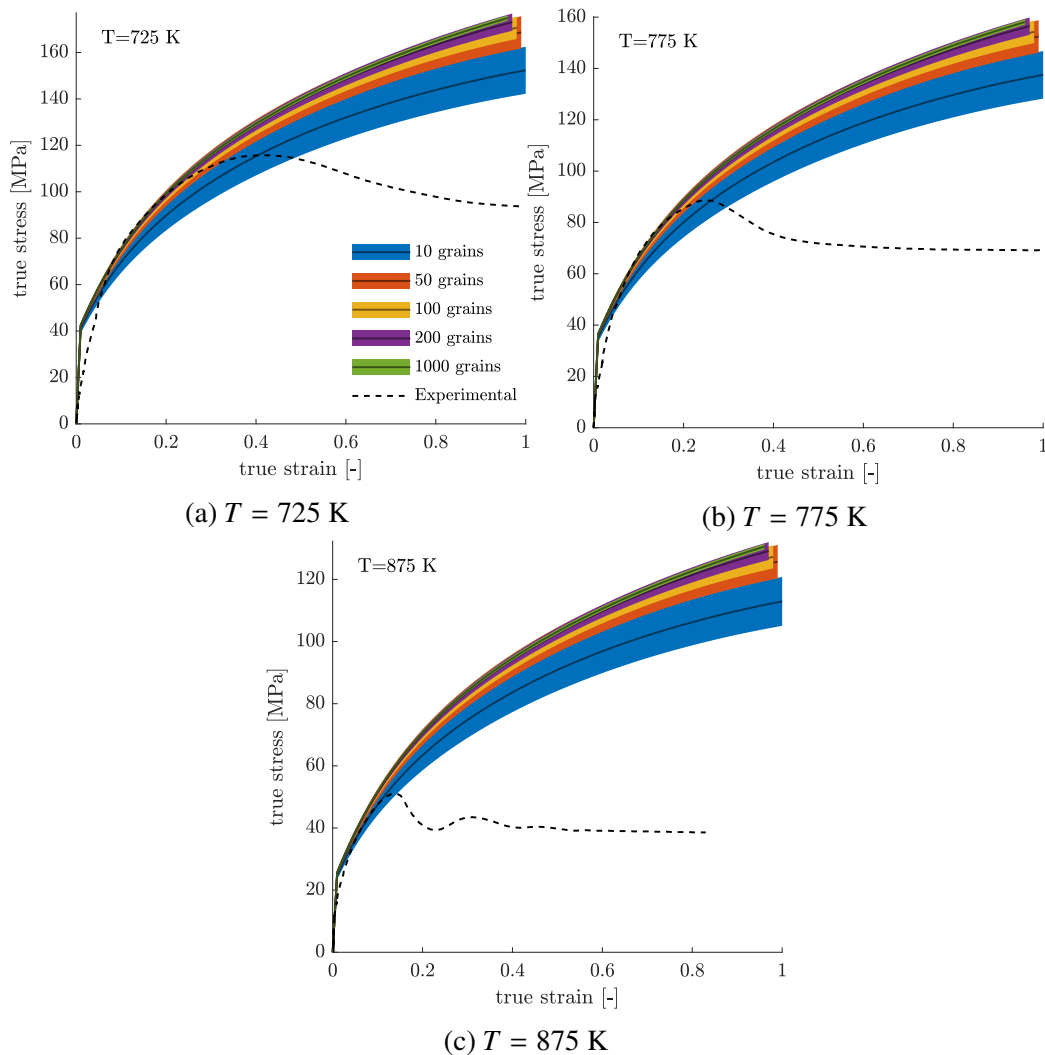 T=725 K
true stress [MPa]
160
140
120
100
80
60
40
20
0
0
0.2
0.4
0.6
0.8
1
true strain [-]
10 grains
50 grains
100 grains
200 grains
1000 grains
Experimental
(a) T = 725 K
T=775 K
true stress [MPa]
160
140
120
100
80
60
40
20
0
0
0.2
0.4
0.6
0.8
1
true strain [-]
(b) T = 775 K
T=875 K
true stress [MPa]
120
100
80
60
40
20
0
0
0.2
0.4
0.6
0.8
1
true strain [-]
(c) T = 875 K